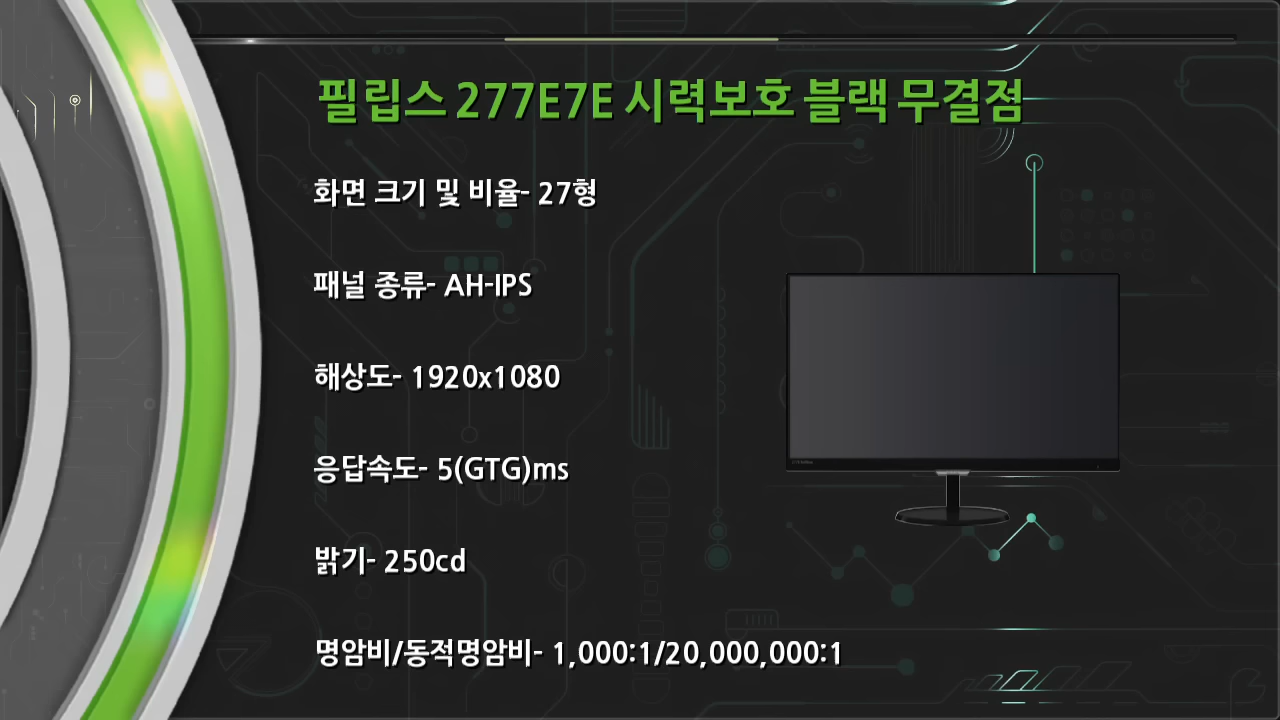 필립스 277E7E 시력보호 블랙 무결점
화면 크기 및 비율- 27형
패널 종류- AH-IPS
해상도- 1920x1080
응답속도- 5(GTG)ms
밝기- 250cd
명암비/동적명암비- 1,000:1/20,000,000:1